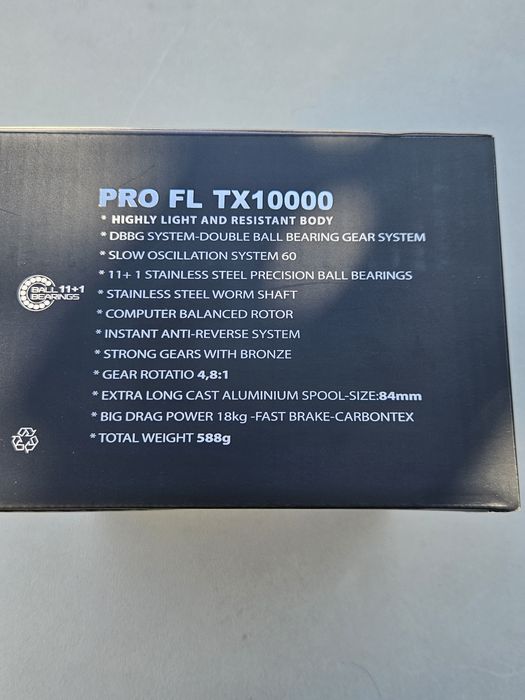 PRO FL TX10000
* HIGHLY LIGHT AND RESISTANT BODY
* DBBG SYSTEM-DOUBLE BALL BEARING GEAR SYSTEM
* SLOW OSCILLATION SYSTEM 60
* 11+ 1 STAINLESS STEEL PRECISION BALL BEARINGS
BALL 11+1
BEARINGS
* STAINLESS STEEL WORM SHAFT
* COMPUTER BALANCED ROTOR
* INSTANT ANTI-REVERSE SYSTEM
* STRONG GEARS WITH BRONZE
* GEAR ROTATIO 4,8:1
* EXTRA LONG CAST ALUMINIUM SPOOL-SIZE:84mm
* BIG DRAG POWER 18kg -FAST BRAKE-CARBONTEX
* TOTAL WEIGHT 588g